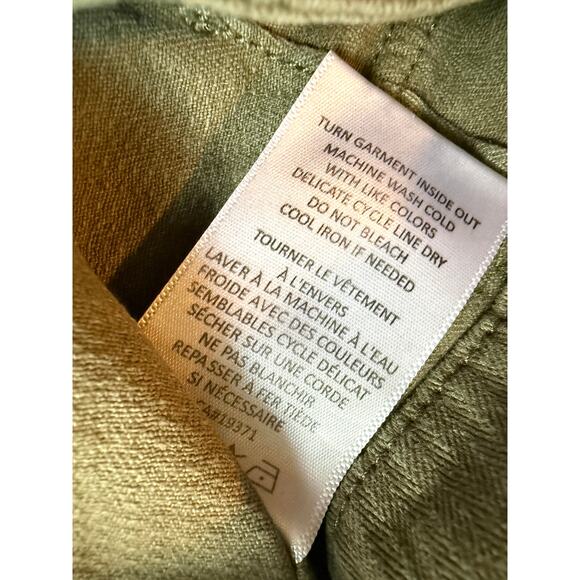 TURN GARMENT INSIDE OUT
MACHINE WASH COLD
WITH LIKE COLORS
DELICATE CYCLE LINE DRY
DO NOT BLEACH
COOL IRON IF NEEDED
TOURNER LE VÊTEMENT
À L'ENVERS
LAVER À LA MACHINE À L'EAU
FROIDE AVEC DES COULEURS
SEMBLABLES CYCLE DÉLICAT
SÉCHER SUR UNE CORDE
NE PAS BLANCHIR
REPASSER À FER TIÈDE
SI NÉCESSAIRE
CA#19371